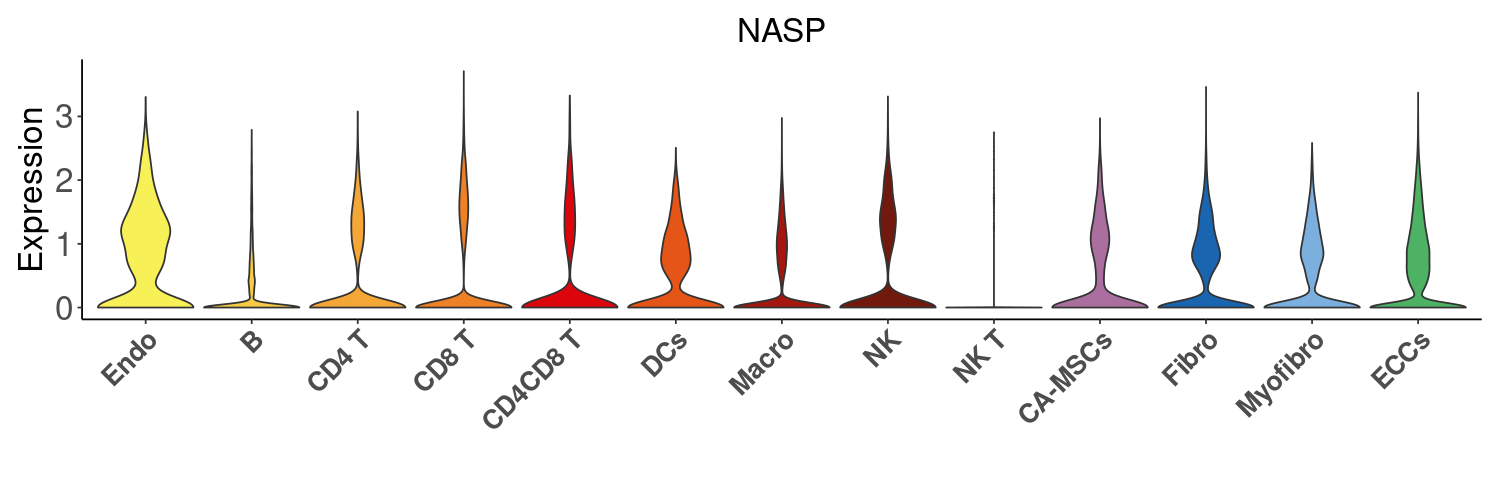 NASP
Expression
3
2
1
0
Endo
B
CD4 T
CD8 T
CD4CD8 T
DCs
Macro
NK
NK T
CA-MSCs
Fibro
Myofibro
ECCs